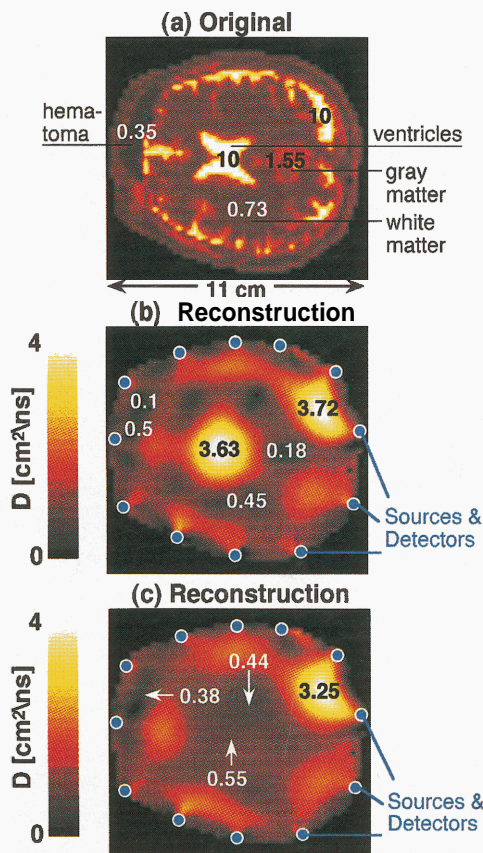 (a) Original
hema-
toma
0.35
10
10
1.55
0.73
ventricles
gray
matter
white
matter
11 cm
(b) Reconstruction
4
D [cm²\ns]
0
0.1
0.5
3.63
3.72
0.18
0.45
Sources &
Detectors
(c) Reconstruction
4
D [cm²\ns]
0
0.44
0.38
3.25
0.55
Sources &
Detectors